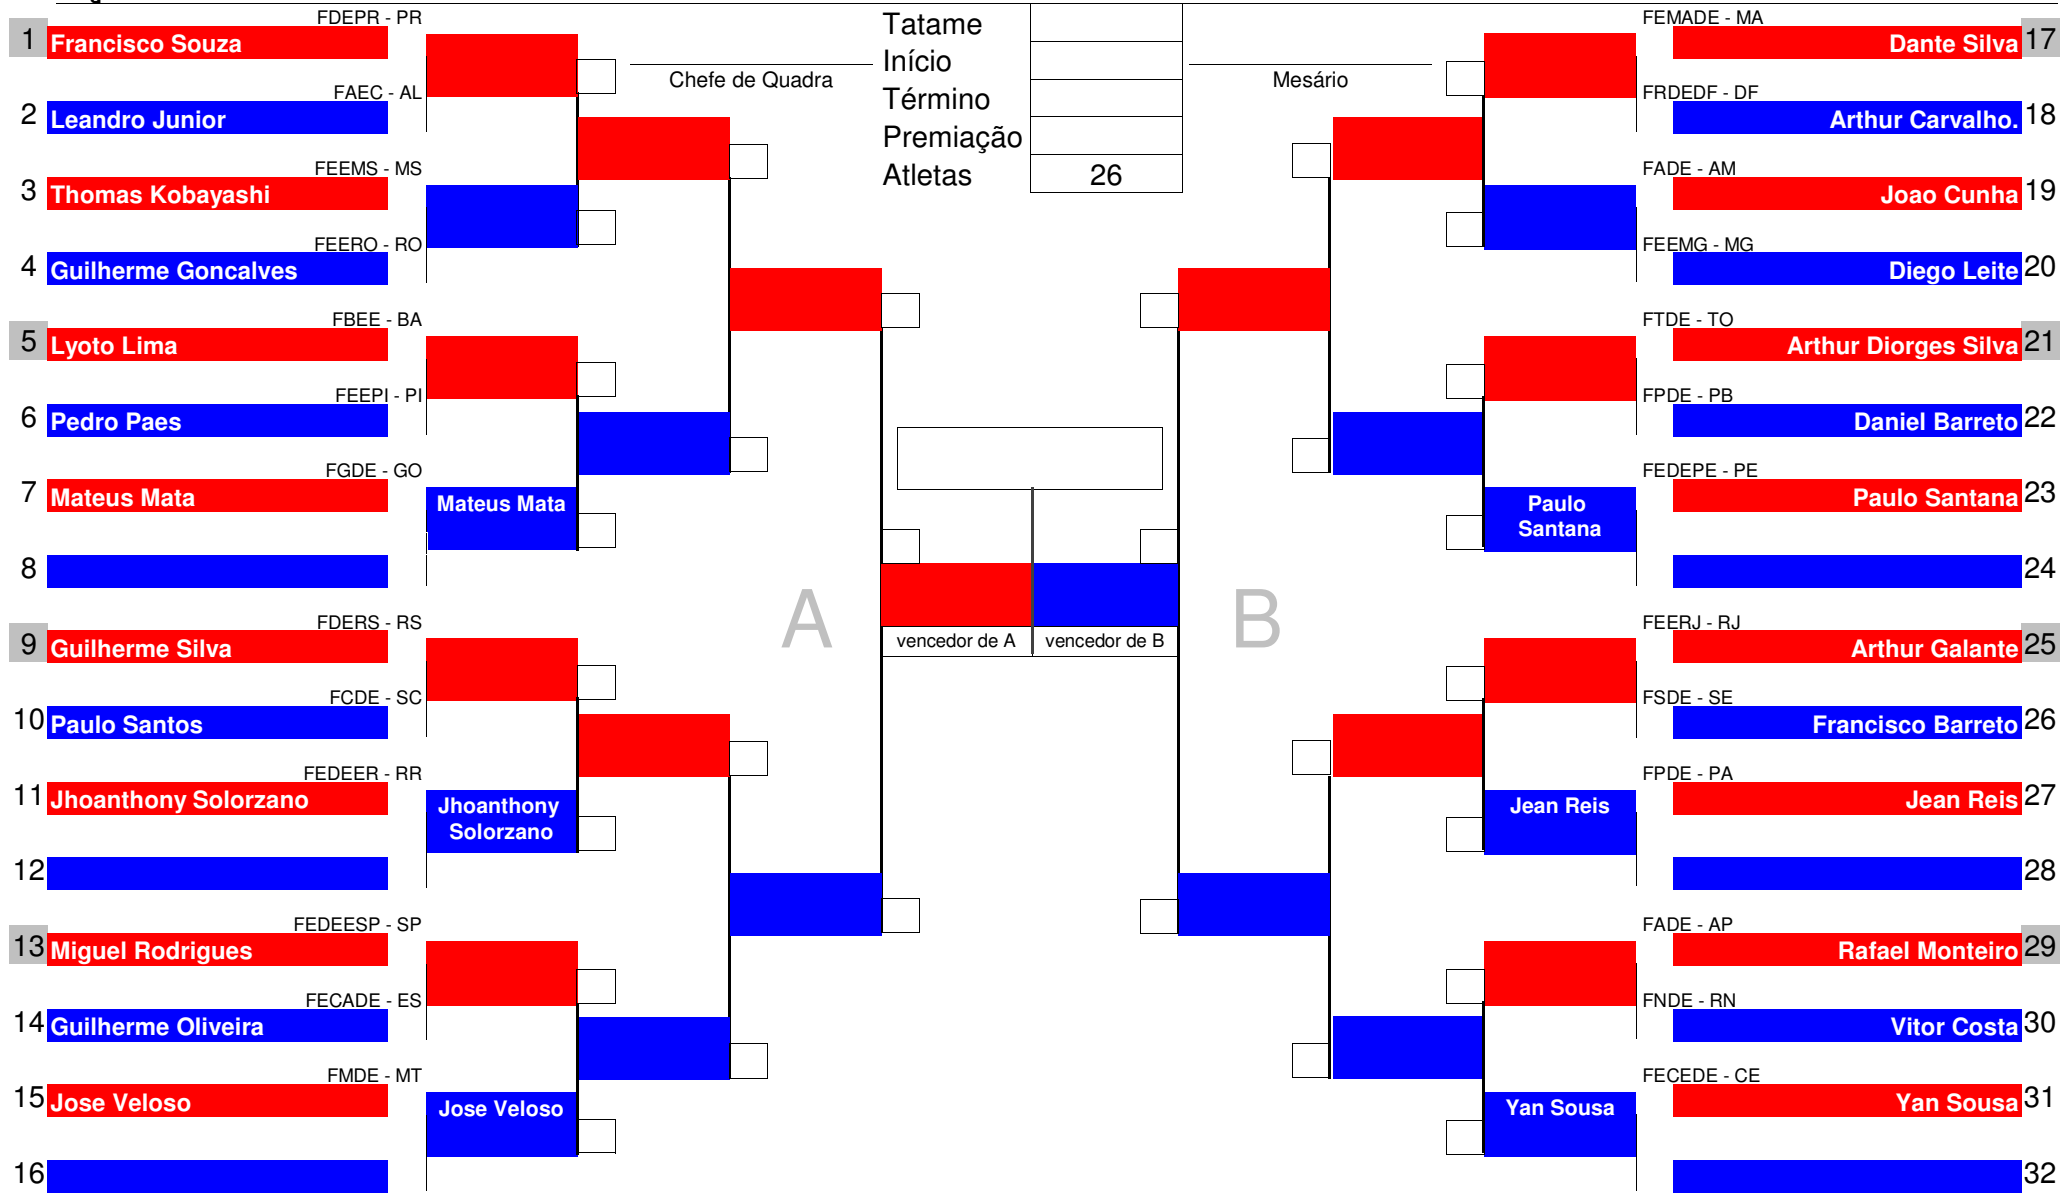 FDEPR - PR
1 Francisco Souza
FAEC - AL
2 Leandro Junior
FEEMS - MS
3 Thomas Kobayashi
FEERO - RO
4 Guilherme Goncalves
FBEE - BA
5 Lyoto Lima
FEEPI - PI
6 Pedro Paes
FGDE - GO
7 Mateus Mata
8
FDERS - RS
9 Guilherme Silva
FCDE - SC
10 Paulo Santos
FEDEER - RR
11 Jhoanthony Solorzano
12
FEDEESP - SP
13 Miguel Rodrigues
FECADE - ES
14 Guilherme Oliveira
FMDE - MT
15 Jose Veloso
16
Mateus Mata
Jhoanthony
Solorzano
Jose Veloso
Chefe de Quadra
Tatame
Início
Término
Premiação
Atletas 26
Mesário
A
B
vencedor de A
vencedor de B
Paulo
Santana
Jean Reis
Yan Sousa
FEMADE - MA
Dante Silva 17
FRDEDF - DF
Arthur Carvalho. 18
FADE - AM
Joao Cunha 19
FEEMG - MG
Diego Leite 20
FTDE - TO
Arthur Diorges Silva 21
FPDE - PB
Daniel Barreto 22
FEDEPE - PE
Paulo Santana 23
24
FEERJ - RJ
Arthur Galante 25
FSDE - SE
Francisco Barreto 26
FPDE - PA
Jean Reis 27
28
FADE - AP
Rafael Monteiro 29
FNDE - RN
Vitor Costa 30
FECEDE - CE
Yan Sousa 31
32